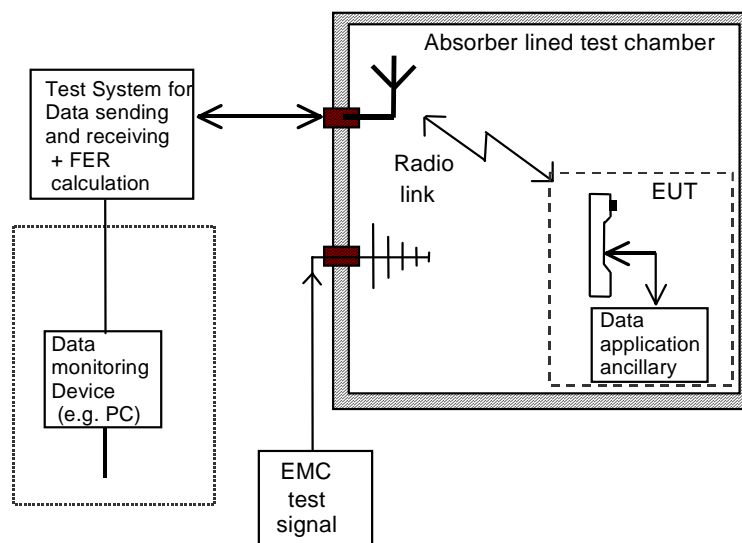 Absorber lined test chamber
Test System for
Data sending
and receiving
+ FER
calculation
Radio
link
EUT
Data
application
ancillary
Data
monitoring
Device
(e.g. PC)
EMC
test
signal